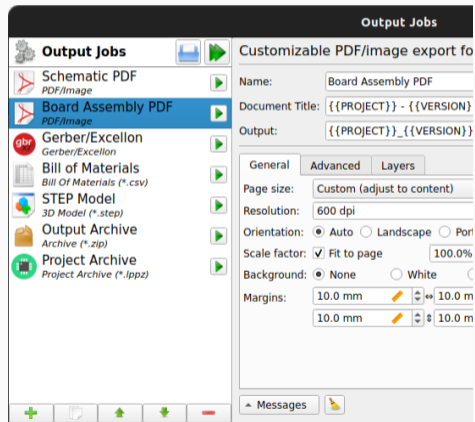 Output Jobs
Output Jobs
Schematic PDF
PDF/Image
Board Assembly PDF
PDF/Image
gbr
Gerber/Excellon
Gerber/Excellon
Bill of Materials
Bill Of Materials (*.csv)
STEP Model
3D Model (*.step)
Output Archive
Archive (*.zip)
Project Archive
Project Archive (*.lppz)
Customizable PDF/image export fo
Name: Board Assembly PDF
Document Title: {{PROJECT}} - {{VERSION}
Output: {{PROJECT}}_{{VERSION}}
General Advanced Layers
Page size: Custom (adjust to content)
Resolution: 600 dpi
Orientation: Auto Landscape Por
Scale factor: Fit to page 100.0%
Background: None White
Margins: 10.0 mm 10.0 m
10.0 mm 10.0 m
Messages